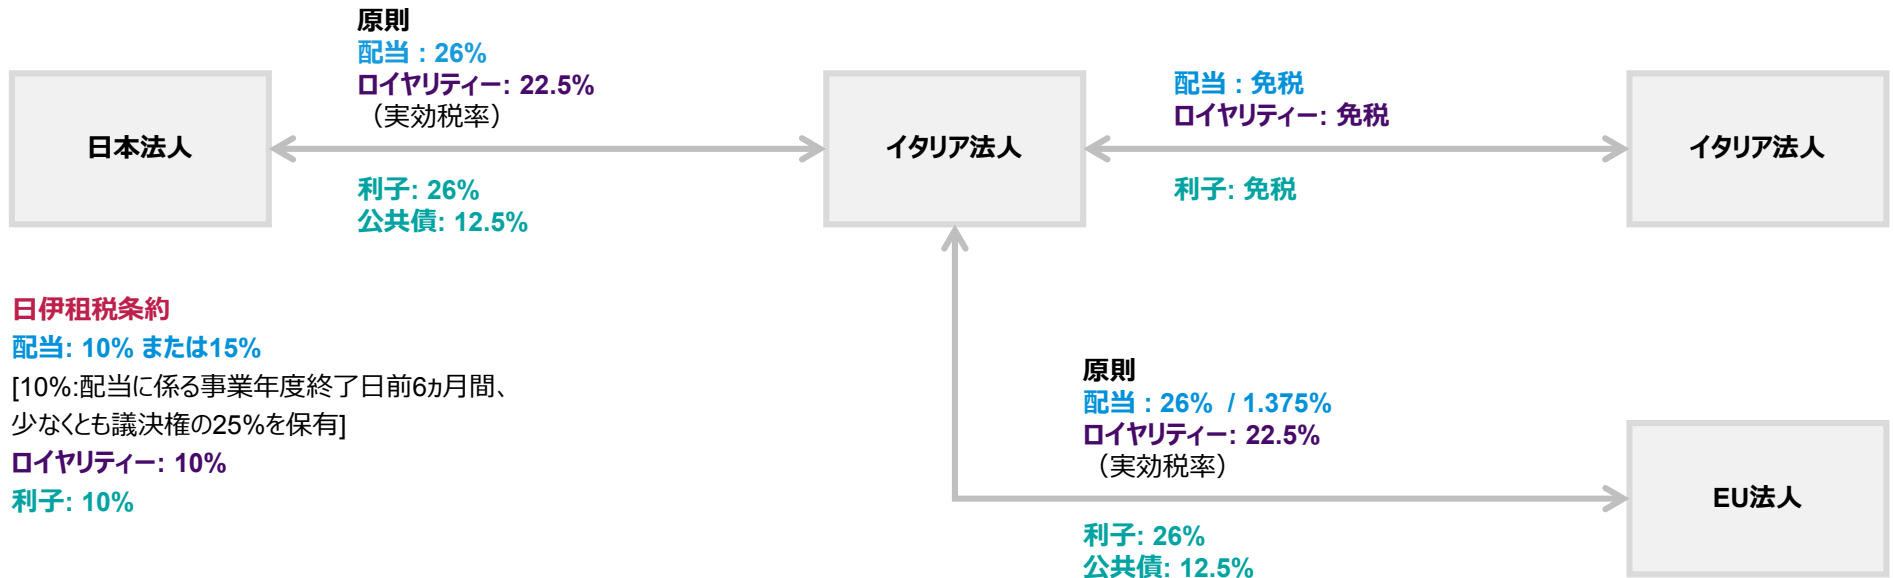 原則
配当 : 26%
ロイヤリティー: 22.5%
（実効税率）
日本法人
イタリア法人
配当 : 免税
ロイヤリティー: 免税
イタリア法人
利子: 26%
公共債: 12.5%
利子: 免税
日伊租税条約
配当: 10% または15%
[10%:配当に係る事業年度終了日前6ヵ月間、
少なくとも議決権の25%を保有]
ロイヤリティー: 10%
利子: 10%
原則
配当 : 26% / 1.375%
ロイヤリティー: 22.5%
（実効税率）
EU法人
利子: 26%
公共債: 12.5%